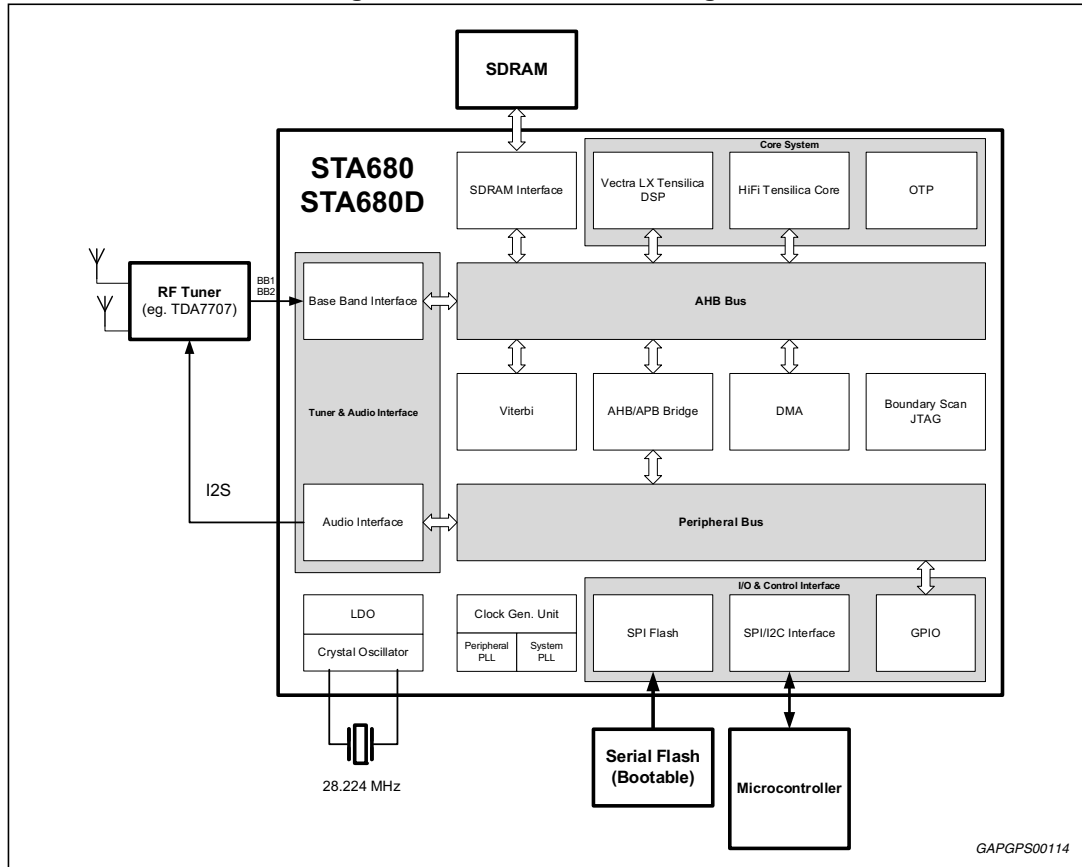 SDRAM
STA680
STA680D
SDRAM Interface
Core System
Vectra LX Tensilica
DSP
HiFi Tensilica Core
OTP
RF Tuner
(eg. TDA7707)
BB1
BB2
Base Band Interface
AHB Bus
Tuner & Audio Interface
Viterbi
AHB/APB Bridge
DMA
Boundary Scan
JTAG
I2S
Audio Interface
Peripheral Bus
I/O & Control Interface
LDO
Crystal Oscillator
Clock Gen. Unit
Peripheral
PLL
System
PLL
SPI Flash
SPI/I2C Interface
GPIO
28.224 MHz
Serial Flash
(Bootable)
Microcontroller
GAPGPS00114